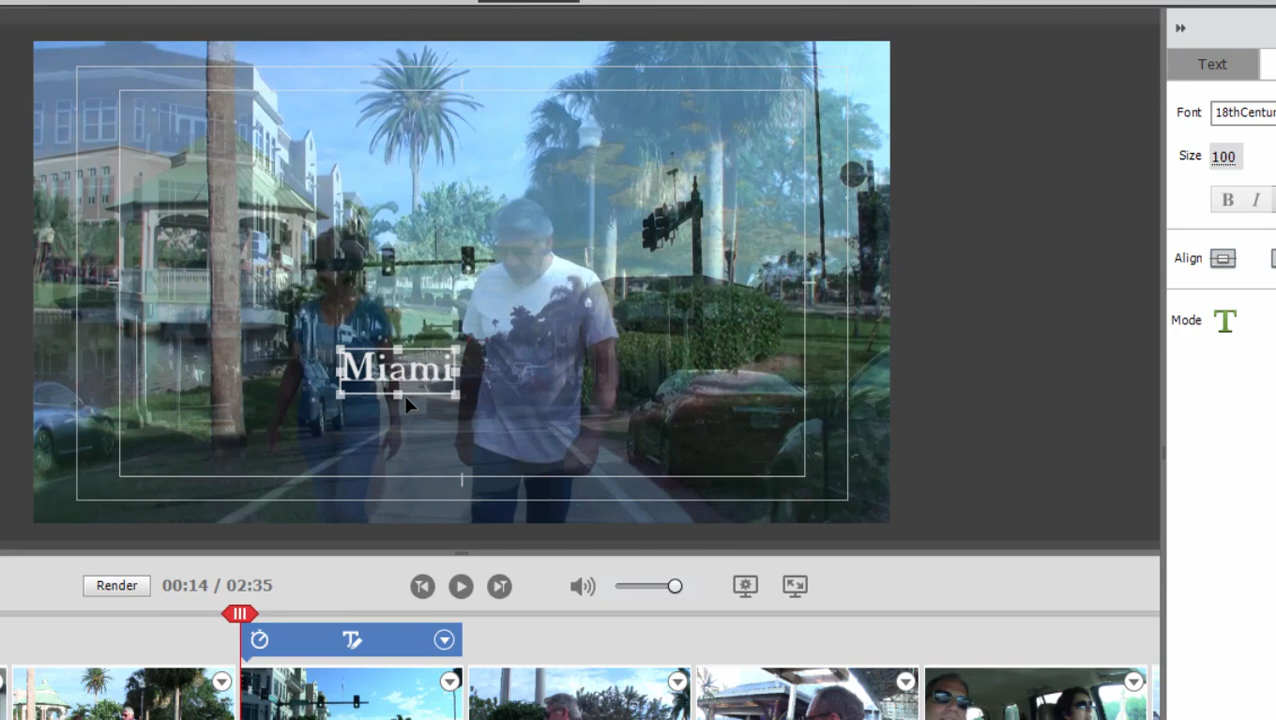 Text
Font 18thCentur
Size 100
B I
Align
Miami
Mode T
Render 00:14 / 02:35